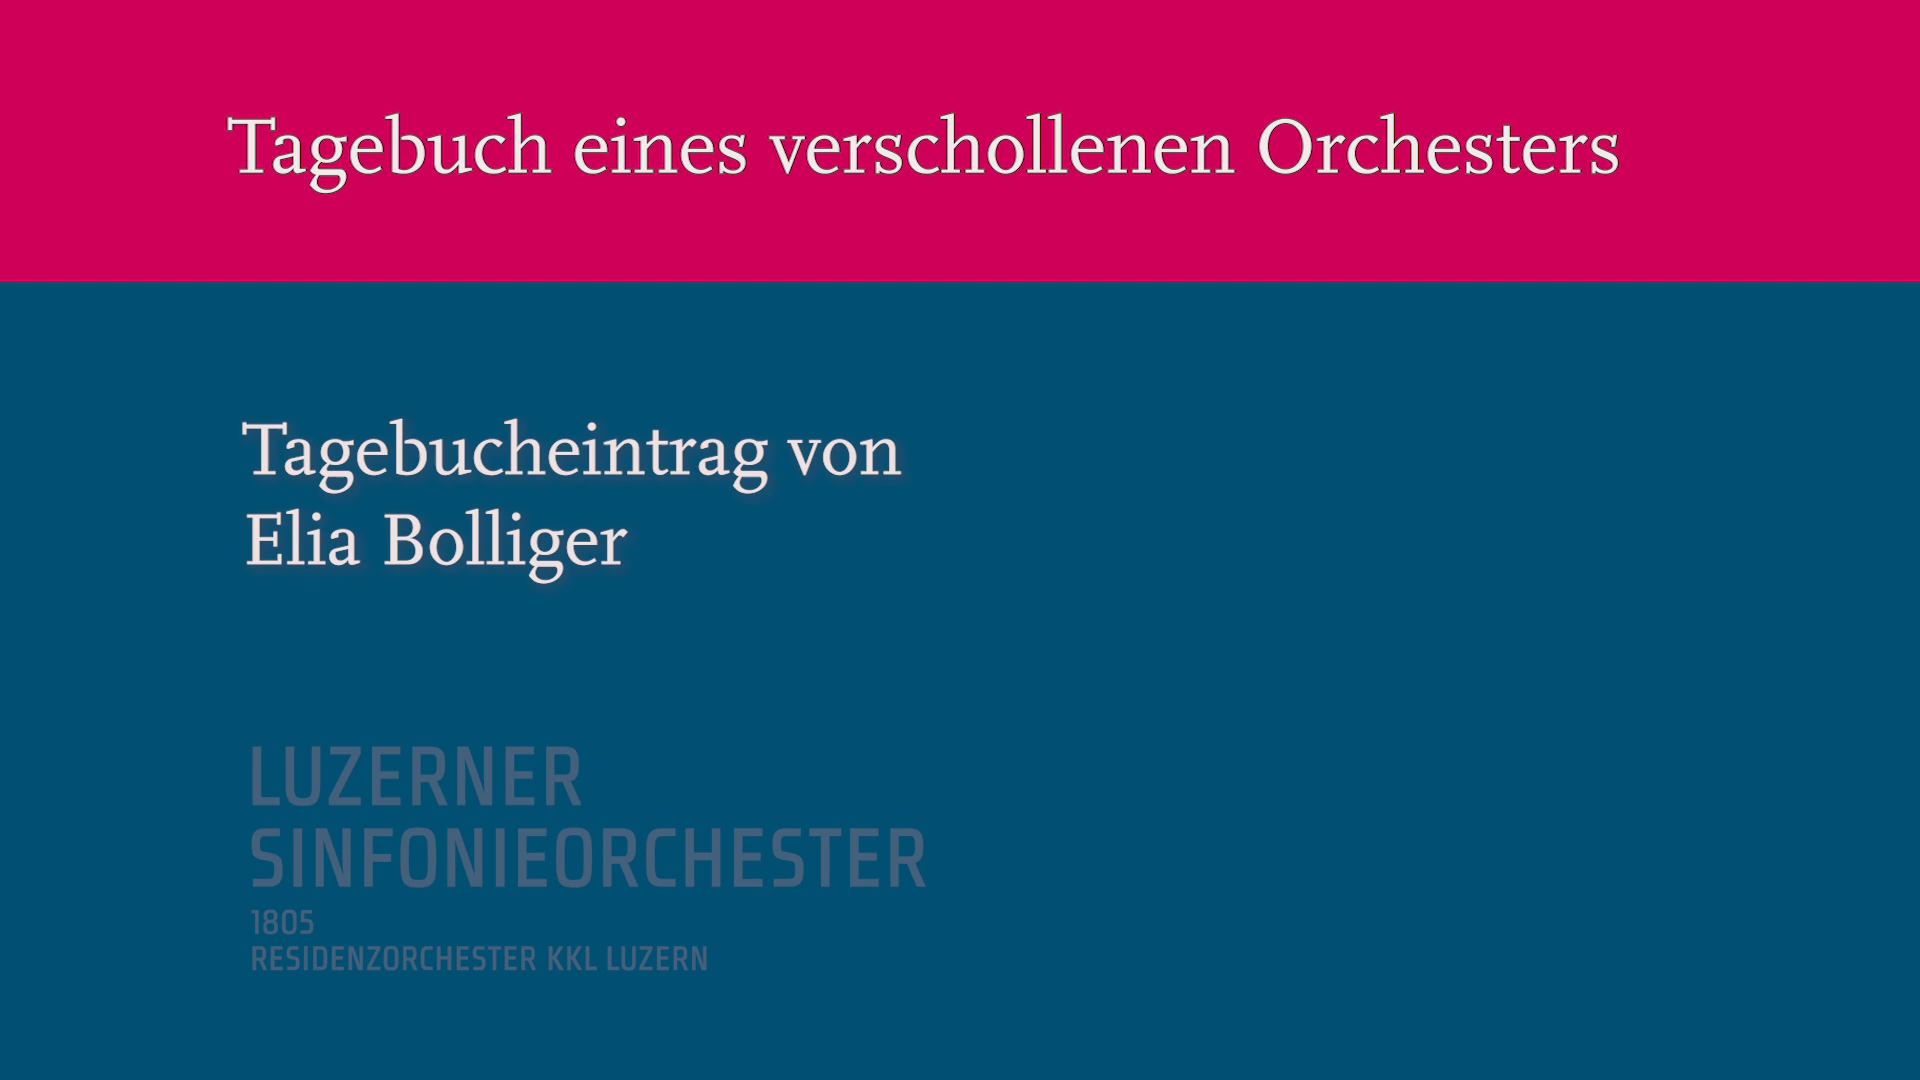 Tagebuch eines verschollenen Orchesters
Tagebucheintrag von
Elia Bolliger
LUZERNER
SINFONIEORCHESTER
1805
RESIDENZORCHESTER KKL LUZERN